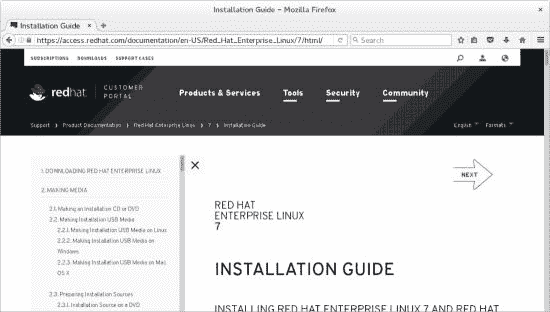 Installation Guide - Mozilla Firefox
Installation Guide
https://access.redhat.com/documentation/en-US/Red_Hat_Enterprise_Linux/7/html/
Search
SUBSCRIPTIONS DOWNLOADS SUPPORT CASES
redhat CUSTOMER PORTAL
Products & Services Tools Security Community
Support > Product Documentation > Red Hat Enterprise Linux > 7 > Installation Guide
English Formats
1. DOWNLOADING RED HAT ENTERPRISE LINUX
2. MAKING MEDIA
2.1. Making an Installation CD or DVD
2.2. Making Installation USB Media
2.2.1. Making Installation USB Media on Linux
2.2.2. Making Installation USB Media on
Windows
2.2.3. Making Installation USB Media on Mac
OS X
2.3. Preparing Installation Sources
2.3.1. Installation Source on a DVD
NEXT
RED HAT
ENTERPRISE LINUX
7
INSTALLATION GUIDE
INSTALLING RED HAT ENTERPRISE LINUX 7 AND RED HAT